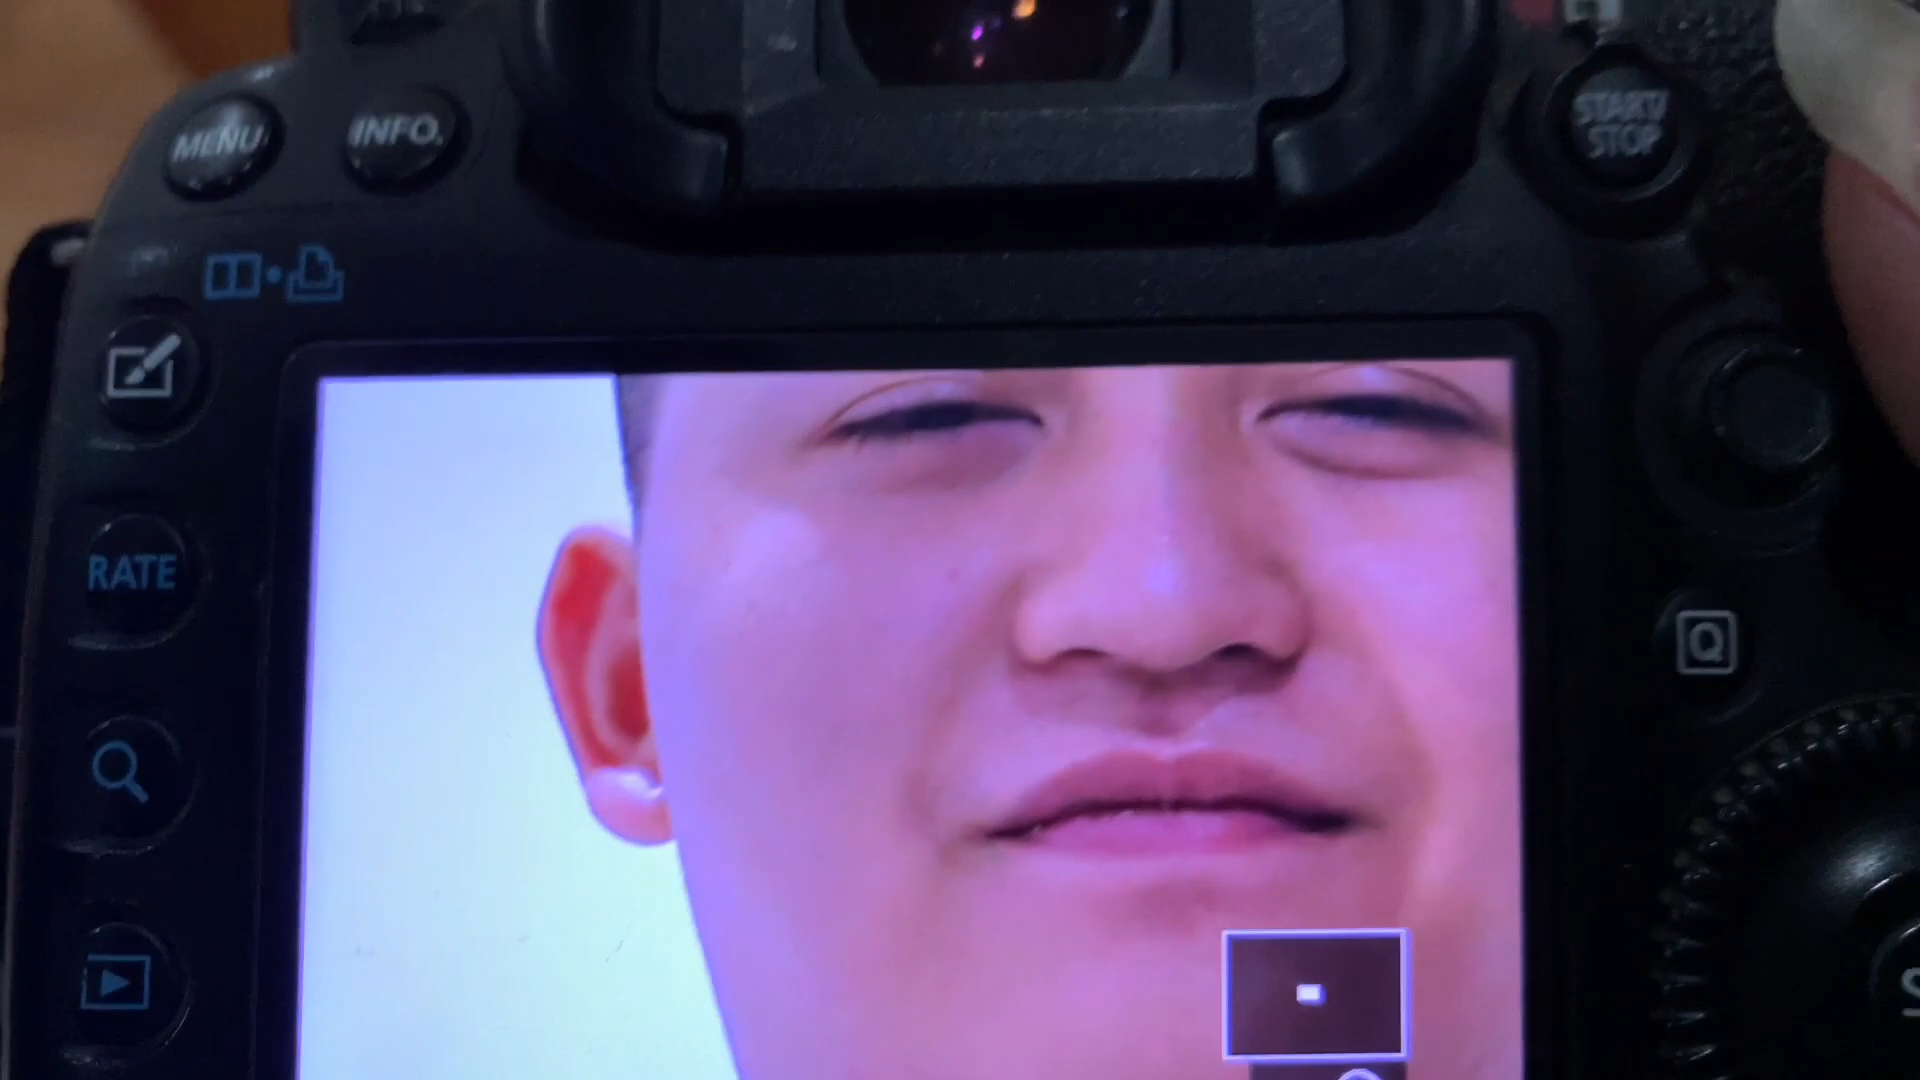 MENU
INFO.
START/
STOP
RATE
Q